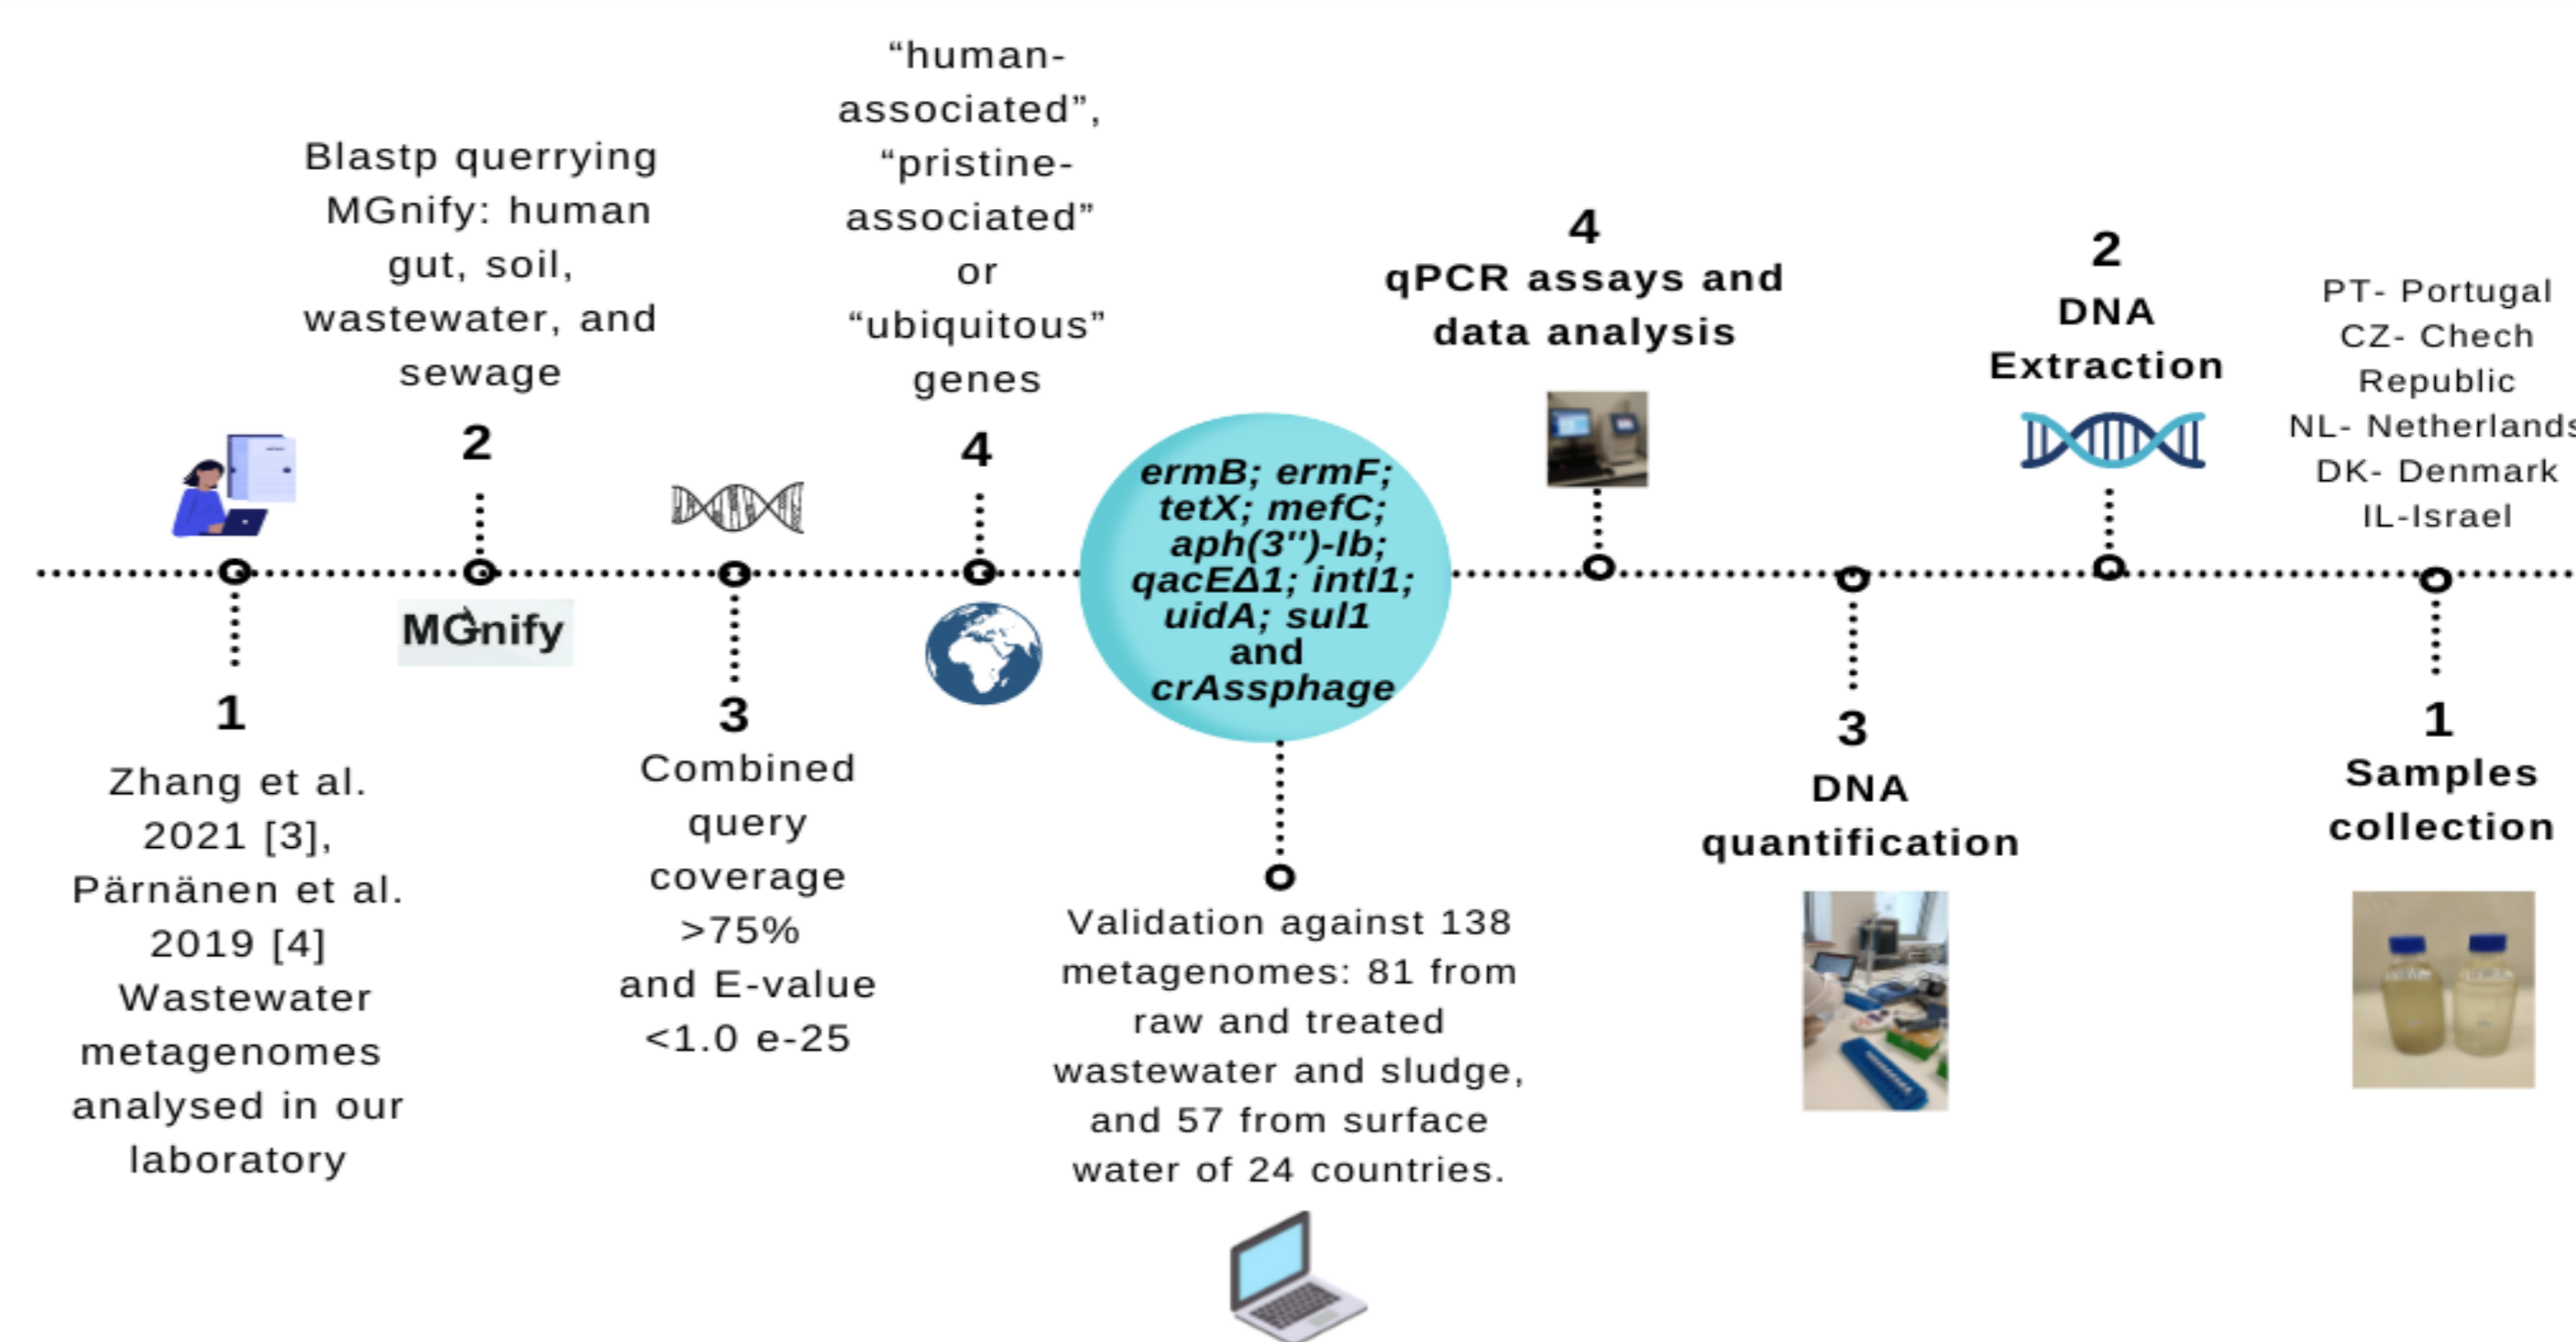 1
Zhang et al.
2021 [3],
Pärnänen et al.
2019 [4]
Wastewater
metagenomes
analysed in our
laboratory
Blastp querrying
MGnify: human
gut, soil,
wastewater, and
sewage
2
MGnify
3
Combined
query
coverage
>75%
and E-value
<1.0 e-25
“human-
associated”,
“pristine-
associated”
or
“ubiquitous”
genes
4
ermB; ermF;
tetX; mefC;
aph(3'')-Ib;
qacEΔ1; intI1;
uidA; sul1
and
crAssphage
Validation against 138
metagenomes: 81 from
raw and treated
wastewater and sludge,
and 57 from surface
water of 24 countries.
4
qPCR assays and
data analysis
3
DNA
quantification
2
DNA
Extraction
PT- Portugal
CZ- Chech
Republic
NL- Netherlands
DK- Denmark
IL-Israel
1
Samples
collection